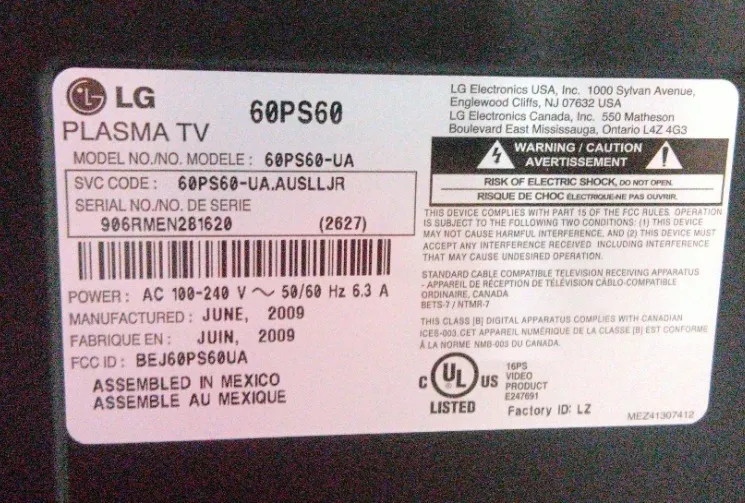 LG
60PS60
PLASMA TV
MODEL NO./NO. MODELE : 60PS60-UA
SVC CODE : 60PS60-UA.AUSLLJR
SERIAL NO./NO. DE SERIE
906RMEN281620 (2627)
POWER : AC 100-240 V ~ 50/60 Hz 6.3 A
MANUFACTURED : JUNE, 2009
FABRIQUE EN : JUIN, 2009
FCC ID : BEJ60PS60UA
ASSEMBLED IN MEXICO
ASSEMBLE AU MEXIQUE
LG Electronics USA, Inc. 1000 Sylvan Avenue,
Englewood Cliffs, NJ 07632 USA
LG Electronics Canada, Inc. 550 Matheson
Boulevard East Mississauga, Ontario L4Z 4G3
WARNING / CAUTION
AVERTISSEMENT
RISK OF ELECTRIC SHOCK, DO NOT OPEN.
RISQUE DE CHOC ÉLECTRIQUE-NE PAS OUVRIR.
THIS DEVICE COMPLIES WITH PART 15 OF THE FCC RULES. OPERATION
IS SUBJECT TO THE FOLLOWING TWO CONDITIONS: (1) THIS DEVICE
MAY NOT CAUSE HARMFUL INTERFERENCE, AND (2) THIS DEVICE MUST
ACCEPT ANY INTERFERENCE RECEIVED INCLUDING INTERFERENCE
THAT MAY CAUSE UNDESIRED OPERATION.
STANDARD CABLE COMPATIBLE TELEVISION RECEIVING APPARATUS
- APPAREIL DE RÉCEPTION DE TÉLÉVISION CÂBLO-COMPATIBLE
ORDINAIRE, CANADA
BETS-7 / NTMR-7
THIS CLASS [B] DIGITAL APPARATUS COMPLIES WITH CANADIAN
ICES-003. CET APPAREIL NUMÉRIQUE DE LA CLASSE [B] EST CONFORME
À LA NORME NMB-003 DU CANADA.
C UL US
LISTED
16PS
VIDEO
PRODUCT
E247691
Factory ID: LZ
MEZ41307412